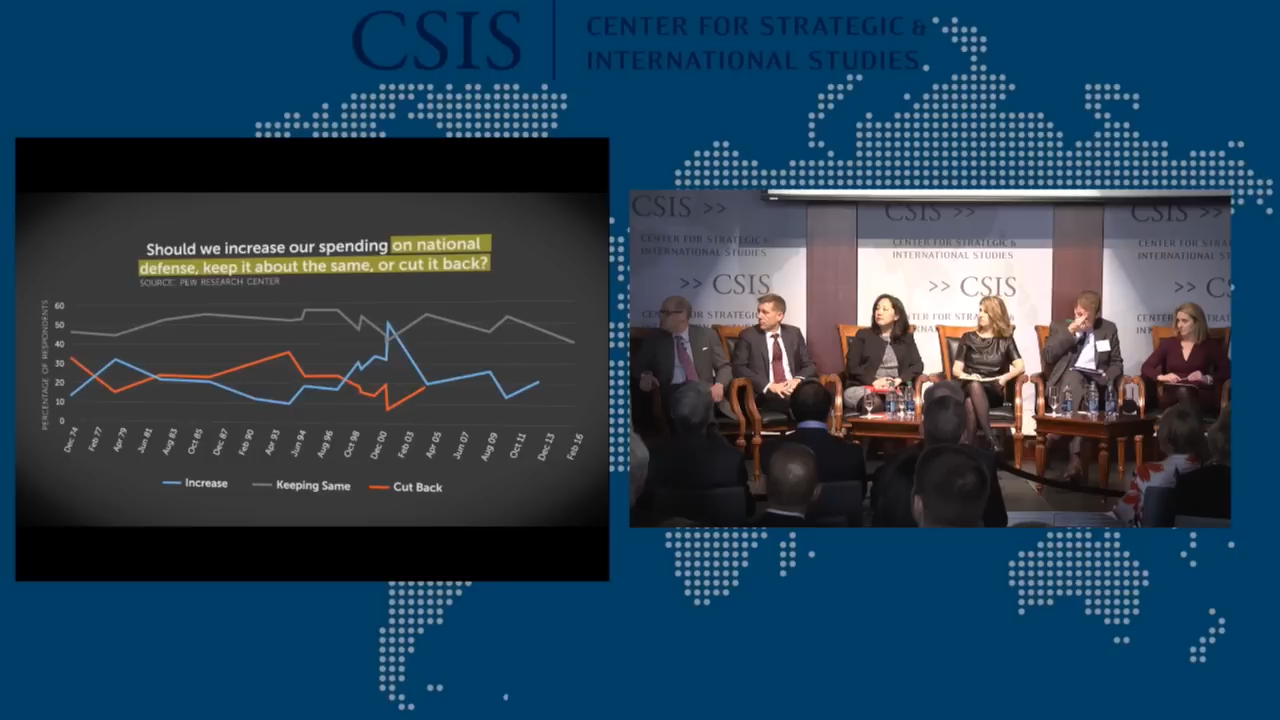 CSIS
CENTER FOR STRATEGIC &
INTERNATIONAL STUDIES
Should we increase our spending on national
defense, keep it about the same, or cut it back?
SOURCE: PEW RESEARCH CENTER
PERCENTAGE OF RESPONDENTS
60
50
40
30
20
10
0
Dec 74
Feb 77
Apr 79
Jun 81
Aug 83
Oct 85
Dec 87
Feb 90
Apr 93
Jun 94
Aug 96
Oct 98
Dec 00
Feb 03
Apr 05
Jun 07
Aug 09
Oct 11
Dec 13
Feb 16
Increase
Keeping Same
Cut Back
CSIS >>
CSIS >>
CSIS >>
CENTER FOR STRATEGIC &
INTERNATIONAL STUDIES
CENTER FOR STRATEGIC &
INTERNATIONAL STUDIES
CENTER FOR STRAT
INTERNATIONAL ST
>> CSIS
>> CSIS
>> CS